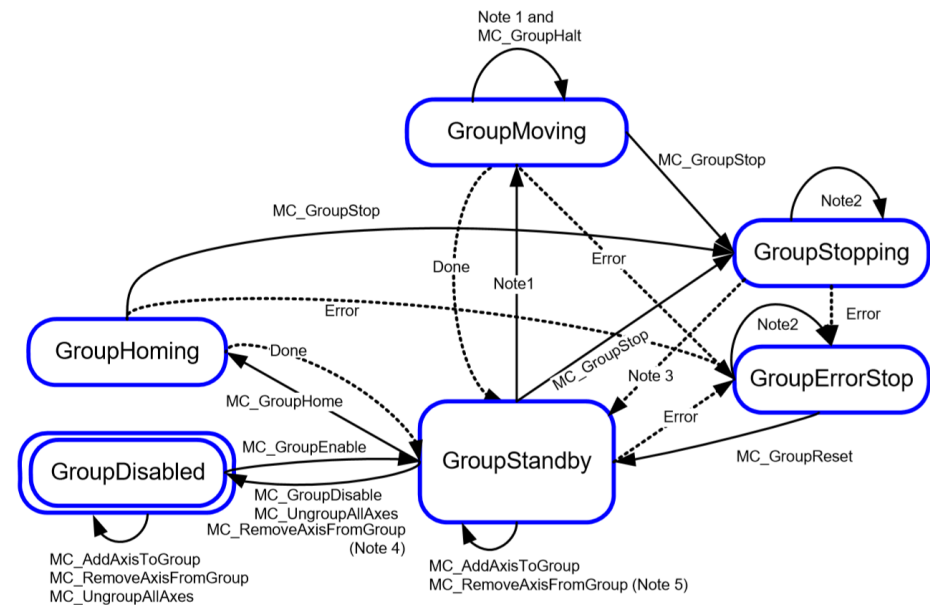 Note 1 and
MC_GroupHalt
GroupMoving
MC_GroupStop
MC_GroupStop
Note2
GroupStopping
Done
Error
Note1
Error
Error
Note2
GroupHoming
Done
MC_GroupStop
Note 3
GroupErrorStop
MC_GroupHome
Error
MC_GroupReset
MC_GroupEnable
GroupStandby
GroupDisabled
MC_GroupDisable
MC_UngroupAllAxes
MC_RemoveAxisFromGroup
(Note 4)
MC_AddAxisToGroup
MC_RemoveAxisFromGroup
MC_UngroupAllAxes
MC_AddAxisToGroup
MC_RemoveAxisFromGroup (Note 5)